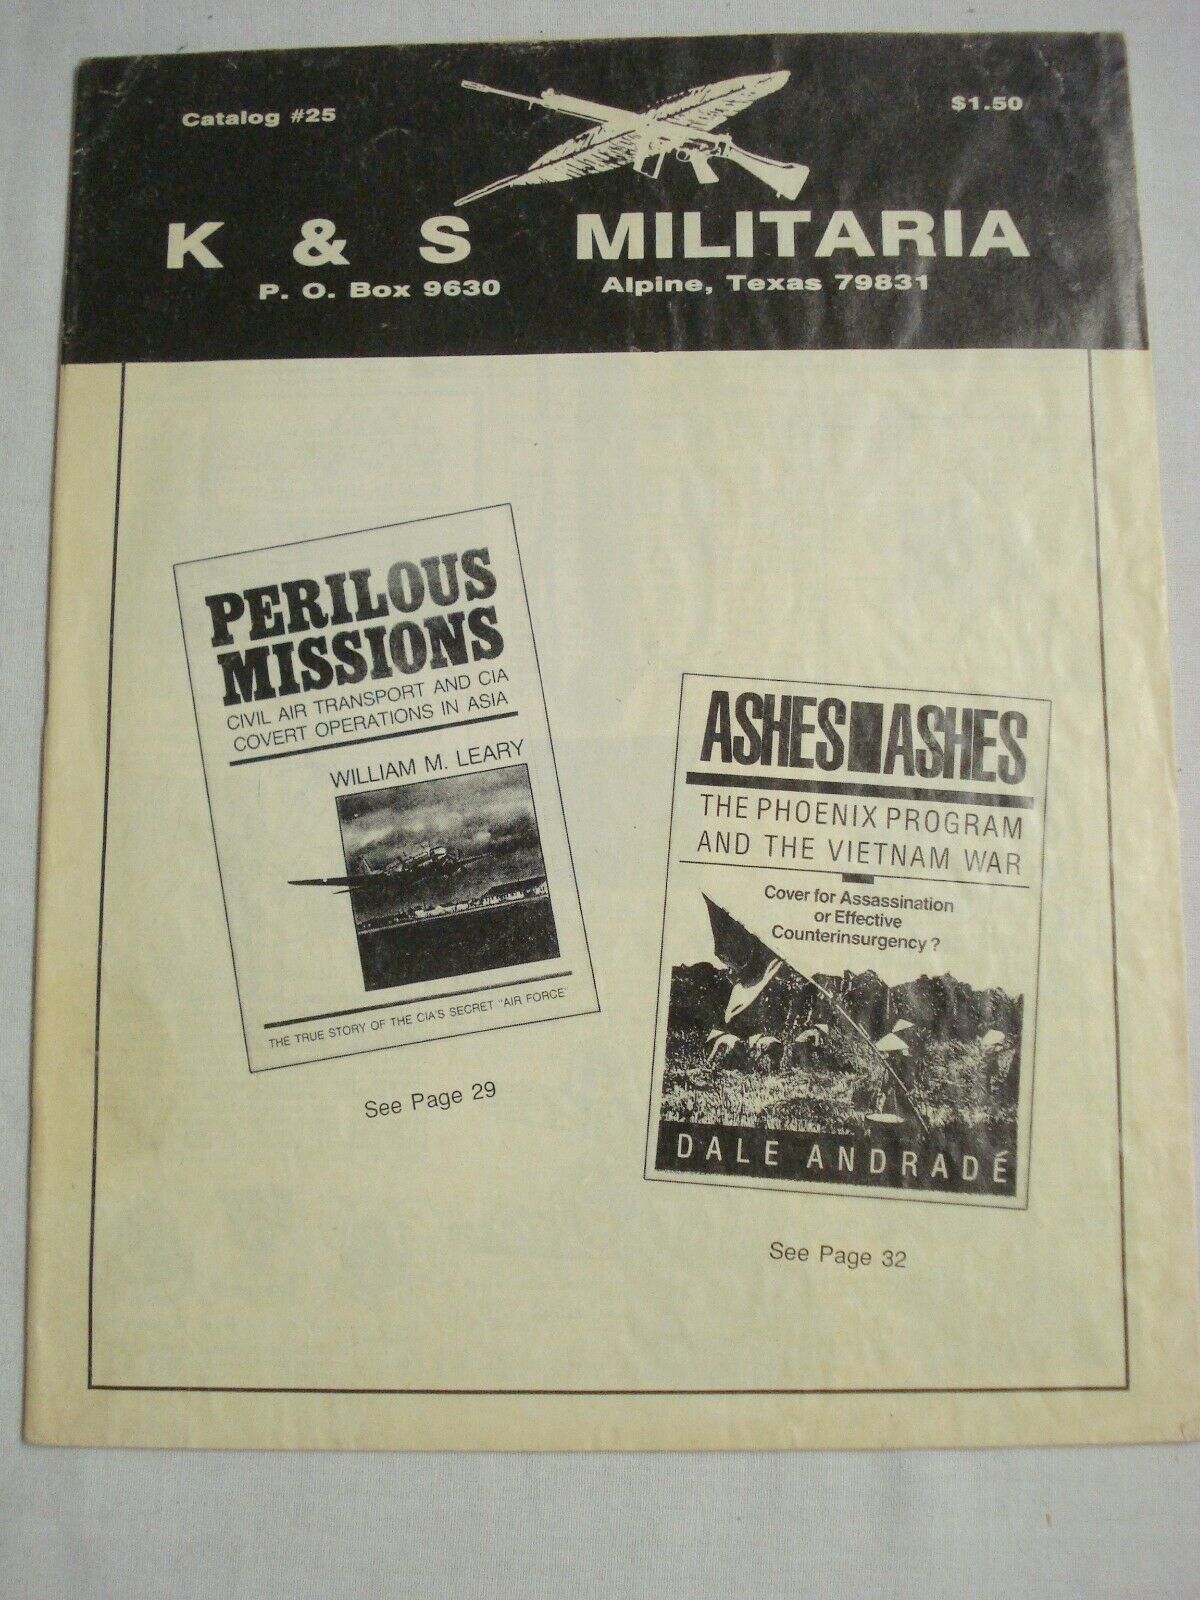 Catalog #25
$1.50
K & S MILITARIA
P. O. Box 9630 Alpine, Texas 79831
PERILOUS
MISSIONS
CIVIL AIR TRANSPORT AND CIA
COVERT OPERATIONS IN ASIA
WILLIAM M. LEARY
THE TRUE STORY OF THE CIA'S SECRET "AIR FORCE"
See Page 29
ASHES ASHES
THE PHOENIX PROGRAM
AND THE VIETNAM WAR
Cover for Assassination
or Effective
Counterinsurgency?
DALE ANDRADÉ
See Page 32